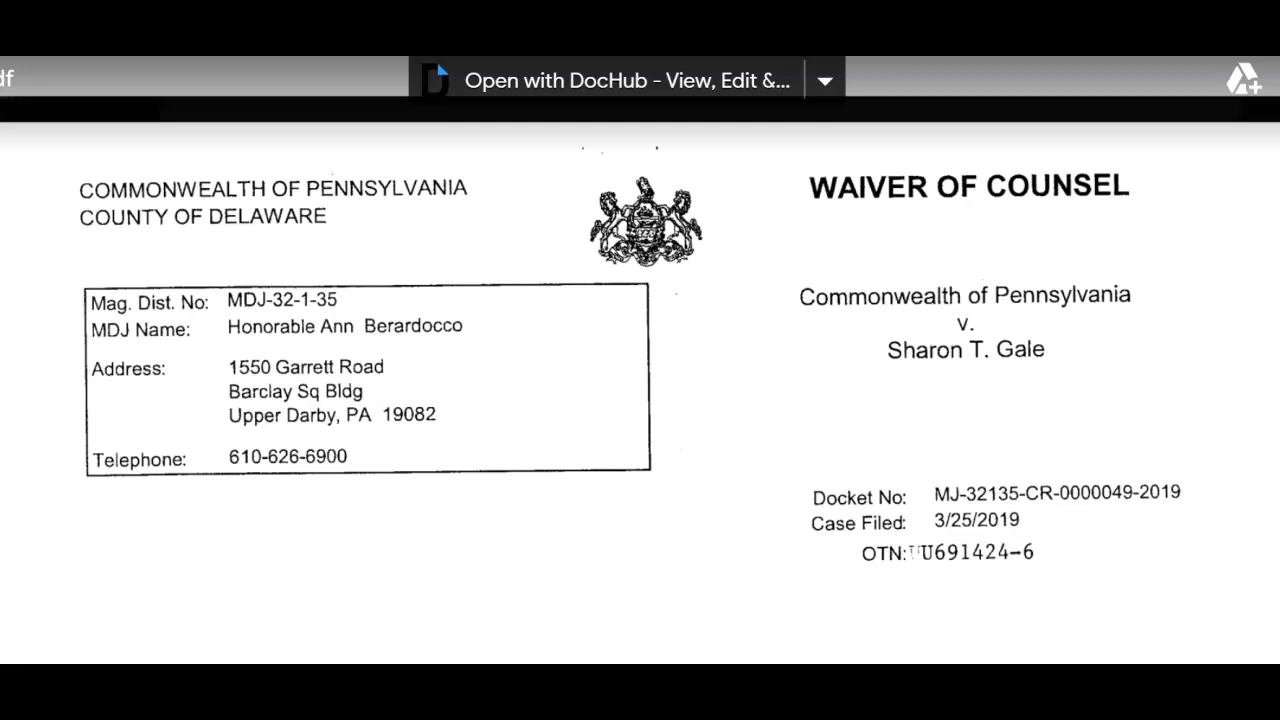 df
Open with DocHub - View, Edit &...
COMMONWEALTH OF PENNSYLVANIA
COUNTY OF DELAWARE
WAIVER OF COUNSEL
Mag. Dist. No: MDJ-32-1-35
MDJ Name: Honorable Ann Berardocco
Address: 1550 Garrett Road
Barclay Sq Bldg
Upper Darby, PA 19082
Telephone: 610-626-6900
Commonwealth of Pennsylvania
v.
Sharon T. Gale
Docket No: MJ-32135-CR-0000049-2019
Case Filed: 3/25/2019
OTN: U691424-6